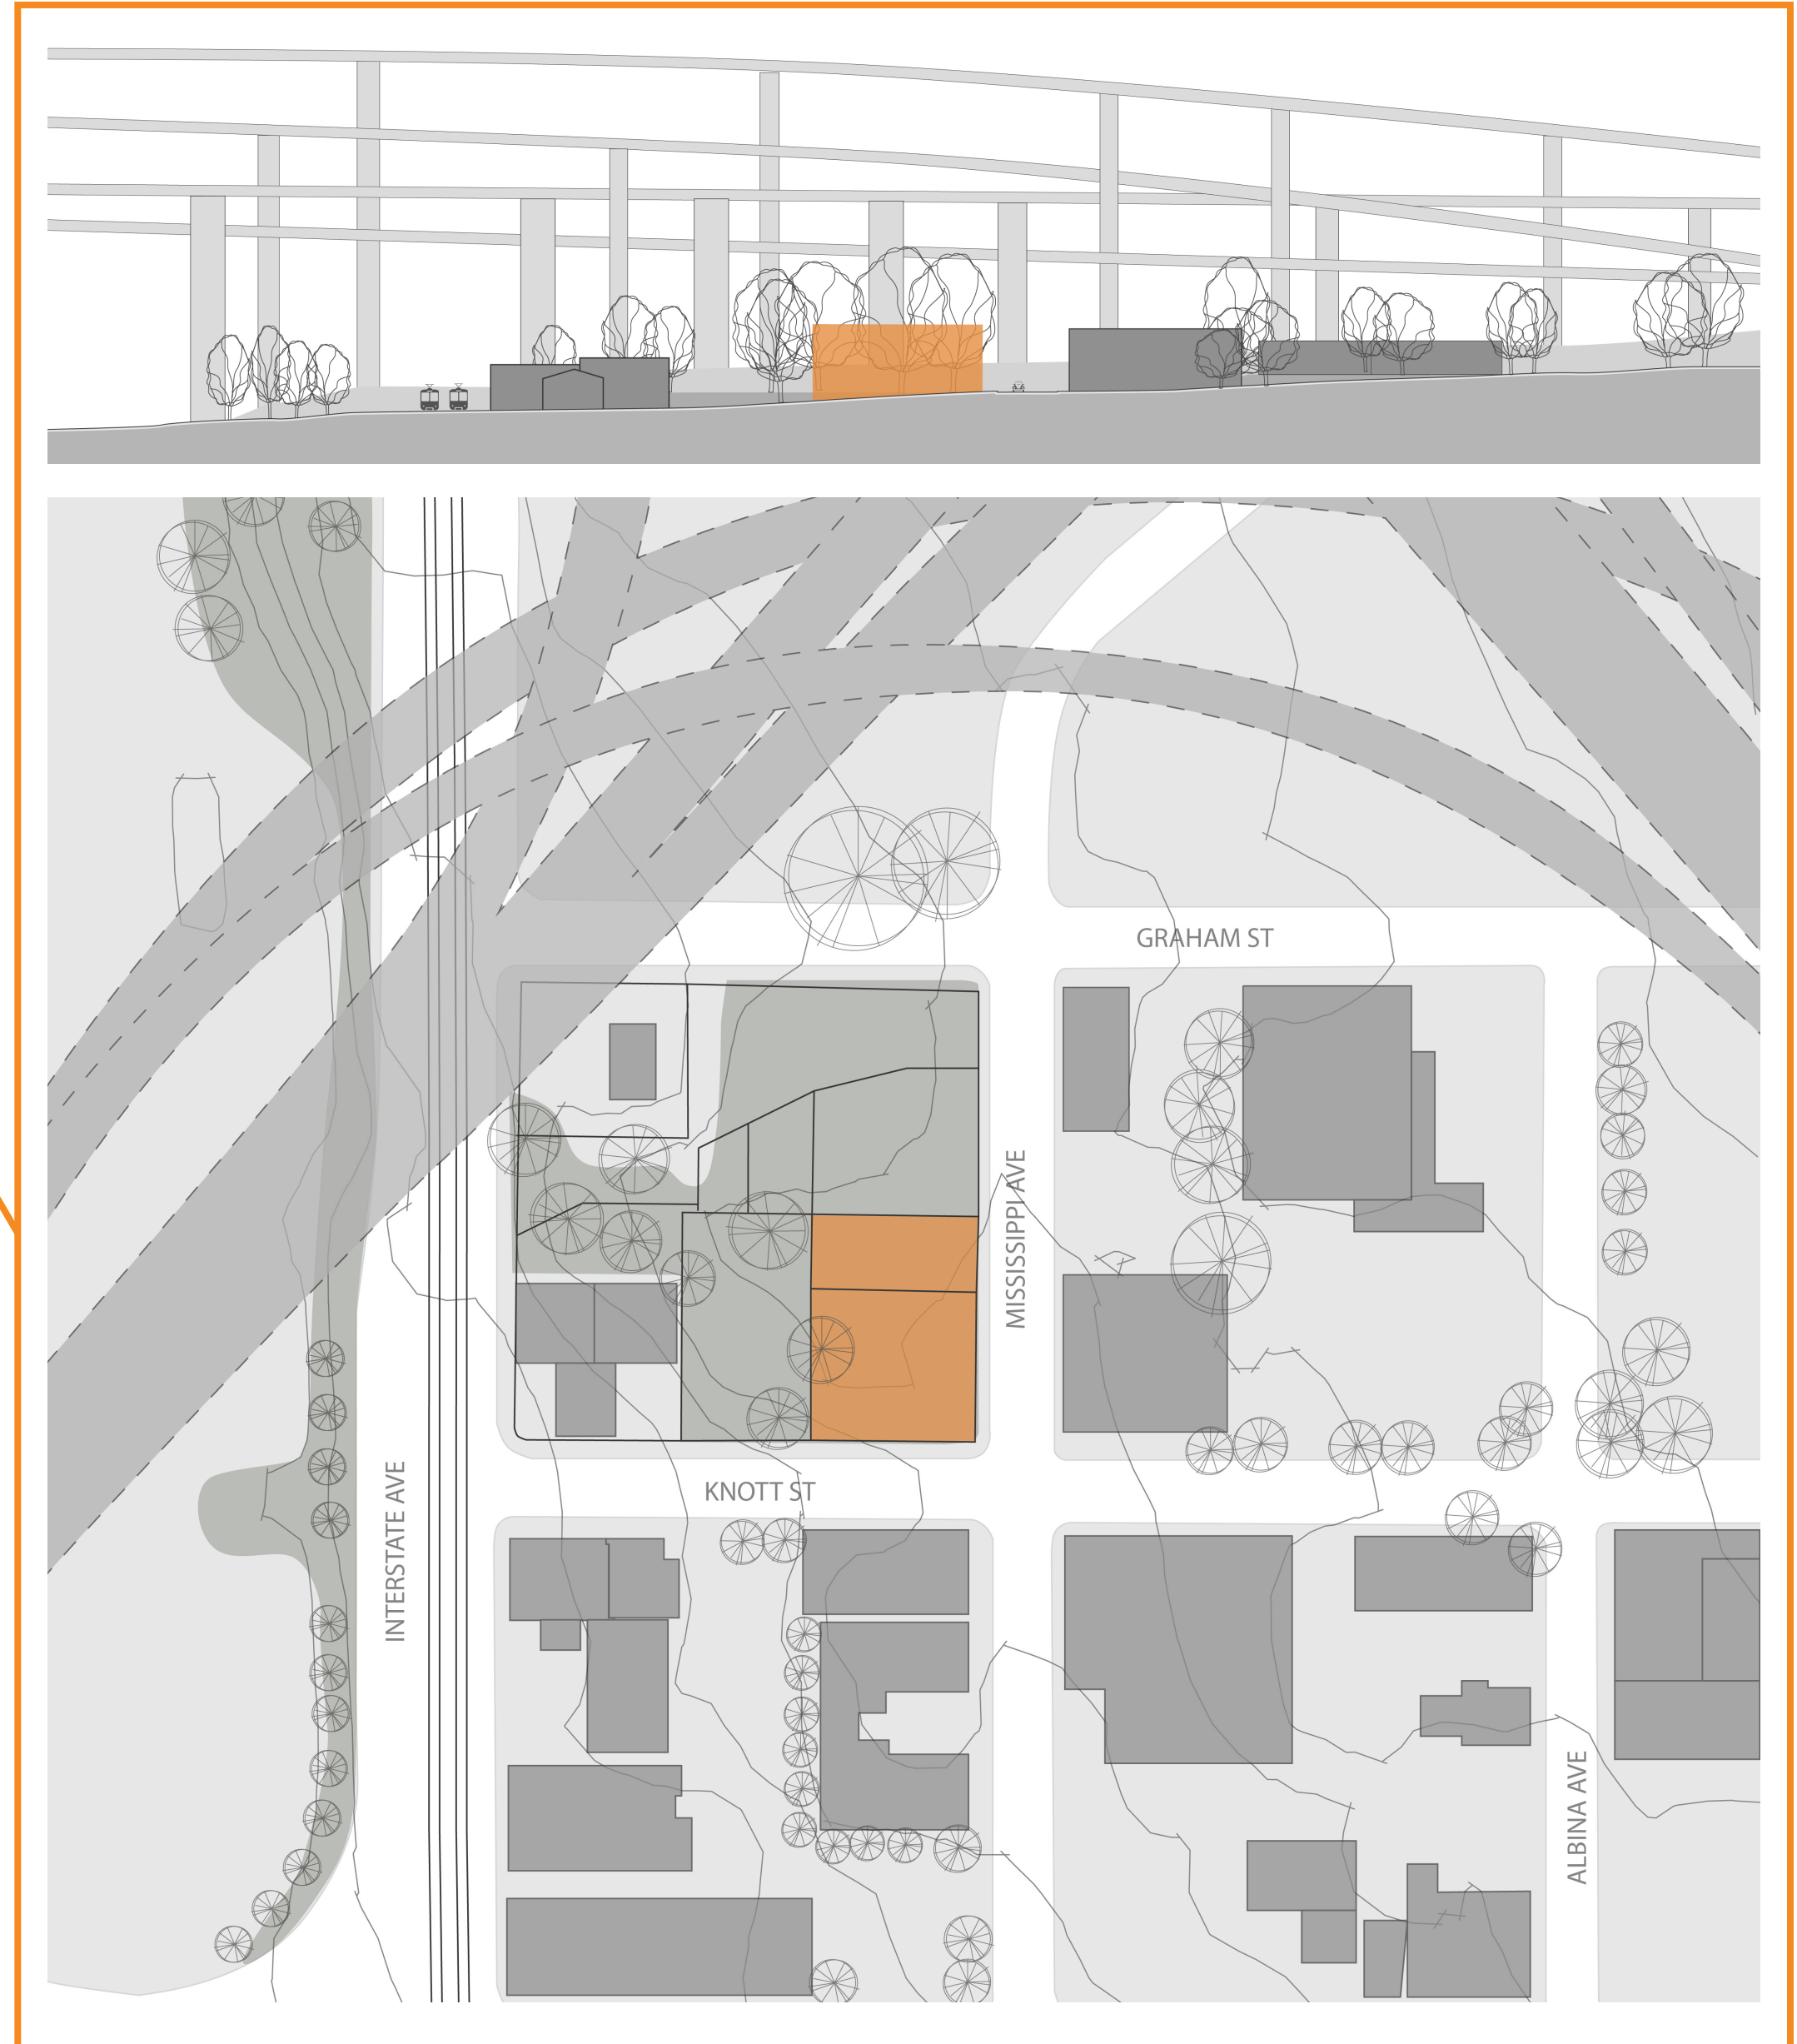 GRAHAM ST
MISSISSIPPI AVE
KNOTT ST
INTERSTATE AVE
ALBINA AVE